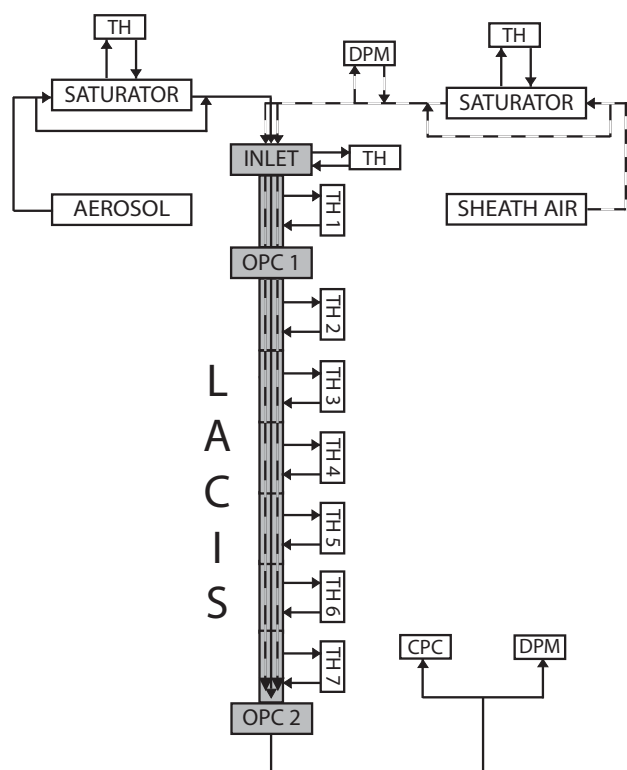 TH
TH
DPM
SATURATOR
SATURATOR
INLET
TH
AEROSOL
TH 1
SHEATH AIR
OPC 1
TH 2
TH 3
TH 4
TH 5
TH 6
TH 7
LACIS
CPC
DPM
OPC 2